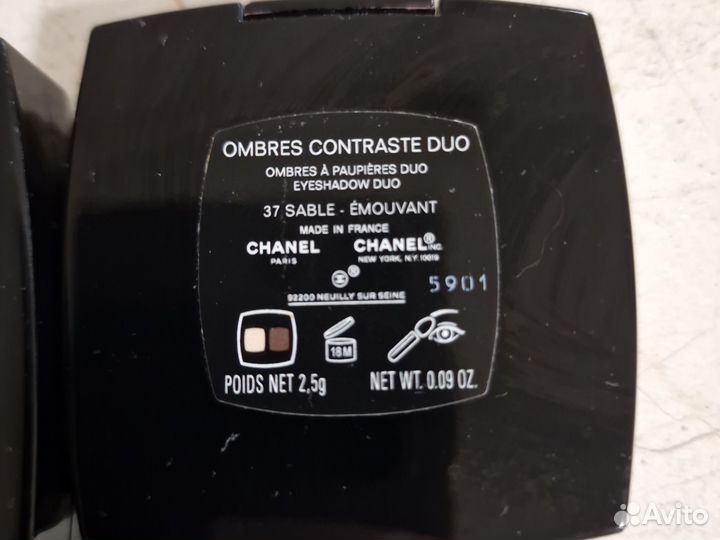 OMBRES CONTRASTE DUO
OMBRES À PAUPIÈRES DUO
EYESHADOW DUO
37 SABLE - ÉMOUVANT
MADE IN FRANCE
CHANEL CHANEL® INC.
PARIS NEW YORK, N.Y. 10019
®
5901
92200 NEUILLY SUR SEINE
18M
POIDS NET 2,5g NET WT. 0.09 OZ.
Avito